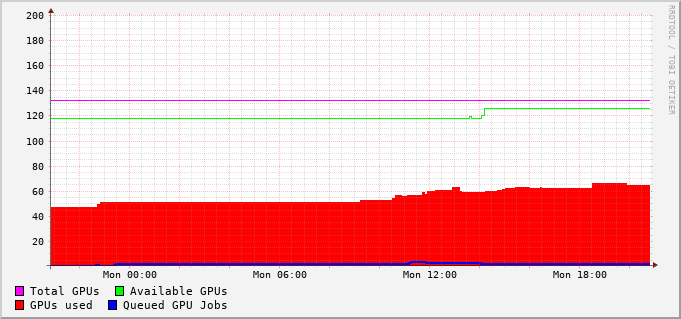 200
180
160
140
120
100
80
60
40
20
Mon 00:00 Mon 06:00 Mon 12:00 Mon 18:00
Total GPUs Available GPUs
GPUs used Queued GPU Jobs
RRDTOOL / TOBI OETIKER